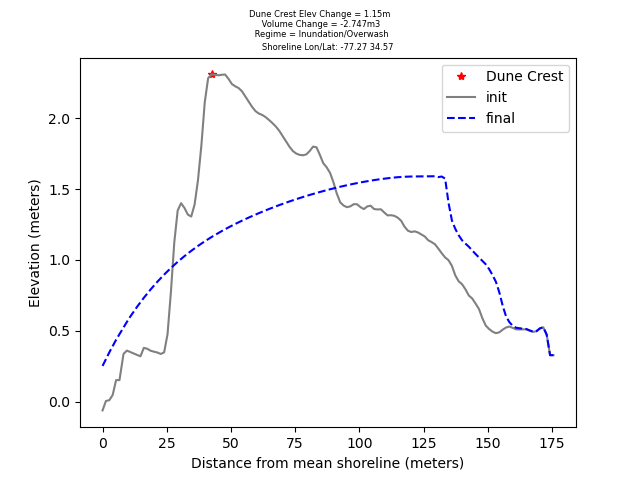 Dune Crest Elev Change = 1.15m
Volume Change = -2.747m3
Regime = Inundation/Overwash
Shoreline Lon/Lat: -77.27 34.57
Dune Crest
init
final
2.0
1.5
1.0
0.5
0.0
Elevation (meters)
0 25 50 75 100 125 150 175
Distance from mean shoreline (meters)